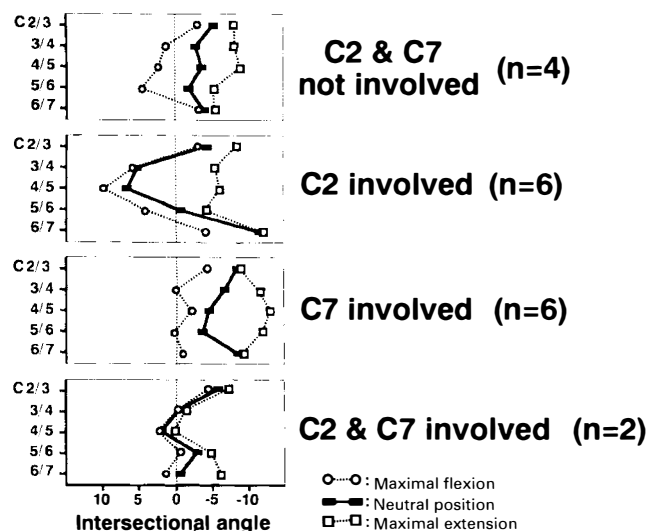 C2/3
3/4
4/5
5/6
6/7
C2 & C7
not involved (n=4)
C2/3
3/4
4/5
5/6
6/7
C2 involved (n=6)
C2/3
3/4
4/5
5/6
6/7
C7 involved (n=6)
C2/3
3/4
4/5
5/6
6/7
C2 & C7 involved (n=2)
10 5 0 -5 -10
Intersectional angle
: Maximal flexion
: Neutral position
: Maximal extension